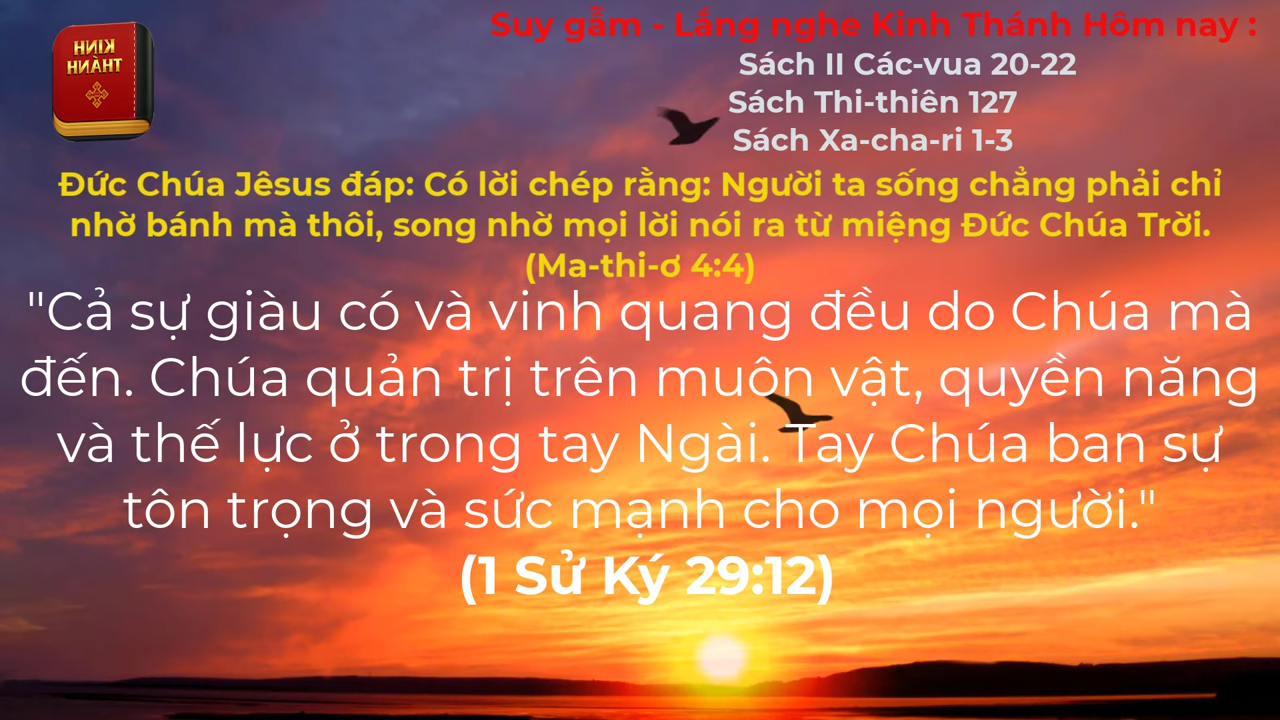 KINH
THÁNH
Suy gẫm - Lắng nghe Kinh Thánh Hôm nay :
Sách II Các-vua 20-22
Sách Thi-thiên 127
Sách Xa-cha-ri 1-3
Đức Chúa Jêsus đáp: Có lời chép rằng: Người ta sống chẳng phải chỉ
nhờ bánh mà thôi, song nhờ mọi lời nói ra từ miệng Đức Chúa Trời.
(Ma-thi-ơ 4:4)
"Cả sự giàu có và vinh quang đều do Chúa mà
đến. Chúa quản trị trên muôn vật, quyền năng
và thế lực ở trong tay Ngài. Tay Chúa ban sự
tôn trọng và sức mạnh cho mọi người."
(1 Sử Ký 29:12)